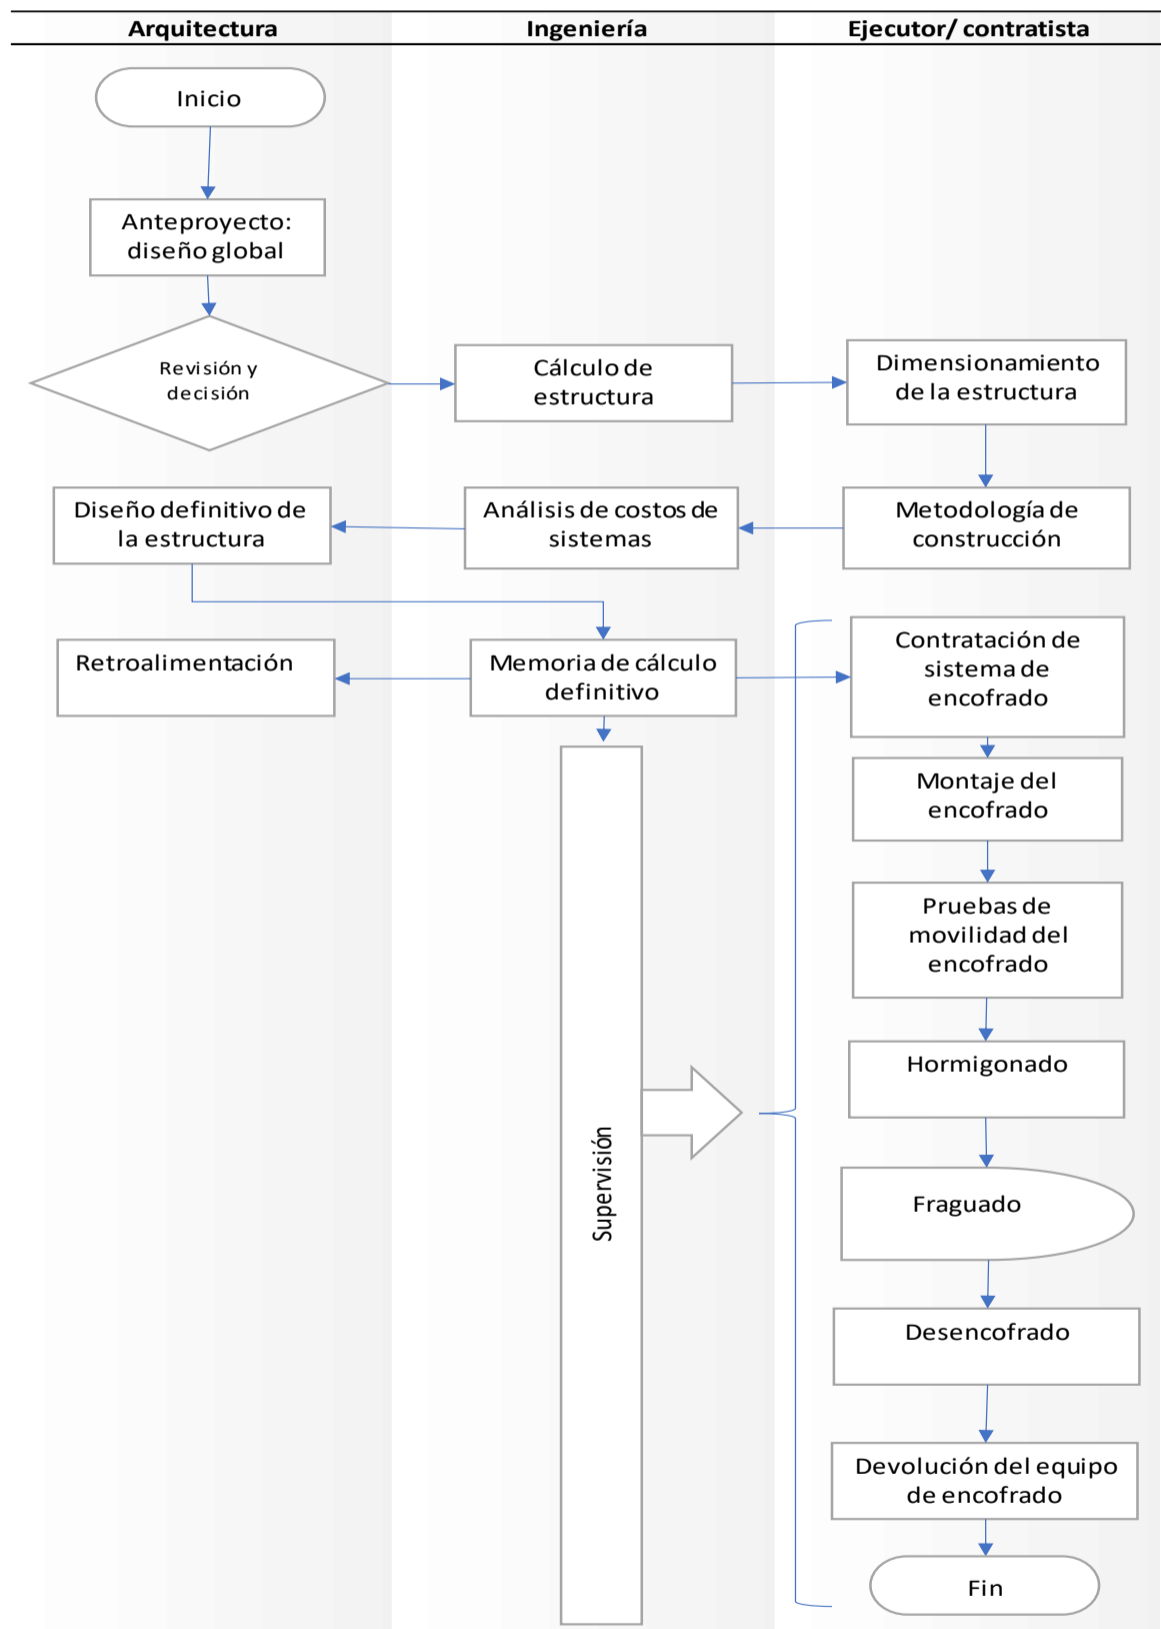 Arquitectura
Ingeniería
Ejecutor/ contratista
Inicio
Anteproyecto:
diseño global
Revisión y
decisión
Cálculo de
estructura
Dimensionamiento
de la estructura
Diseño definitivo de
la estructura
Análisis de costos de
sistemas
Metodología de
construcción
Retroalimentación
Memoria de cálculo
definitivo
Contratación de
sistema de
encofrado
Montaje del
encofrado
Pruebas de
movilidad del
encofrado
Hormigonado
Supervisión
Fraguado
Desencofrado
Devolución del equipo
de encofrado
Fin